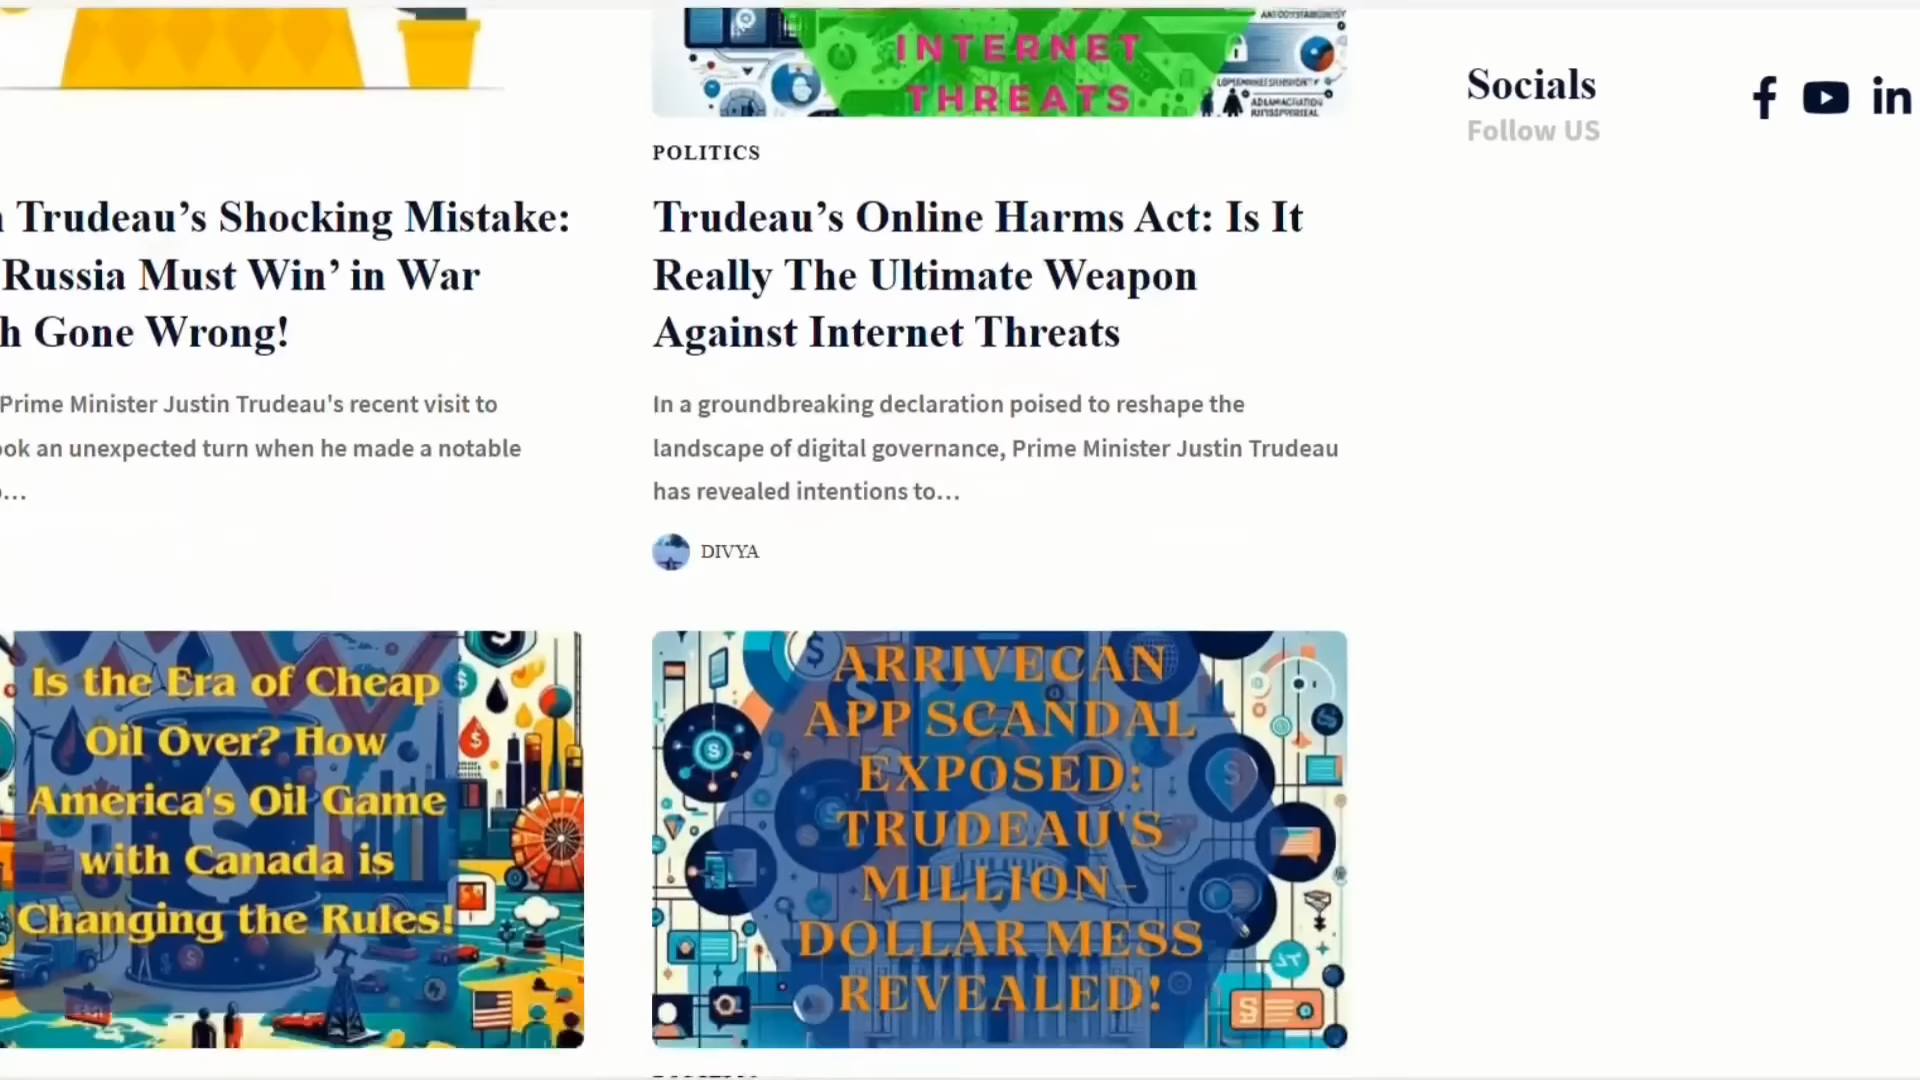 INTERNET
THREATS
Socials
Follow US
Trudeau’s Shocking Mistake:
Russia Must Win’ in War
h Gone Wrong!
Prime Minister Justin Trudeau's recent visit to
ook an unexpected turn when he made a notable
…
POLITICS
Trudeau’s Online Harms Act: Is It
Really The Ultimate Weapon
Against Internet Threats
In a groundbreaking declaration poised to reshape the
landscape of digital governance, Prime Minister Justin Trudeau
has revealed intentions to…
DIVYA
Is the Era of Cheap
Oil Over? How
America's Oil Game
with Canada is
Changing the Rules!
ARRIVECAN
APP SCANDAL
EXPOSED:
TRUDEAU'S
MILLION-
DOLLAR MESS
REVEALED!